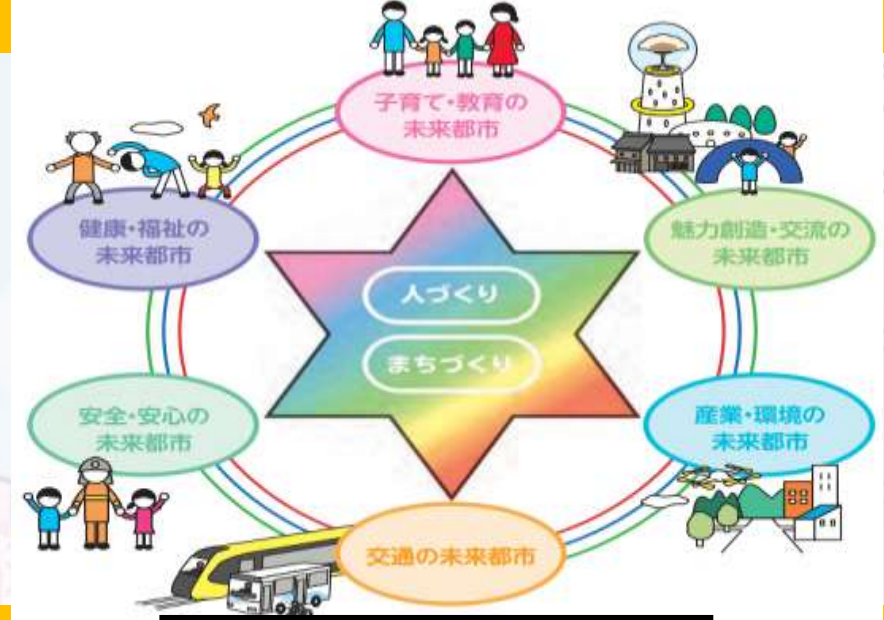 子育て・教育の
未来都市
健康・福祉の
未来都市
魅力創造・交流の
未来都市
人づくり
まちづくり
安全・安心の
未来都市
産業・環境の
未来都市
交通の未来都市